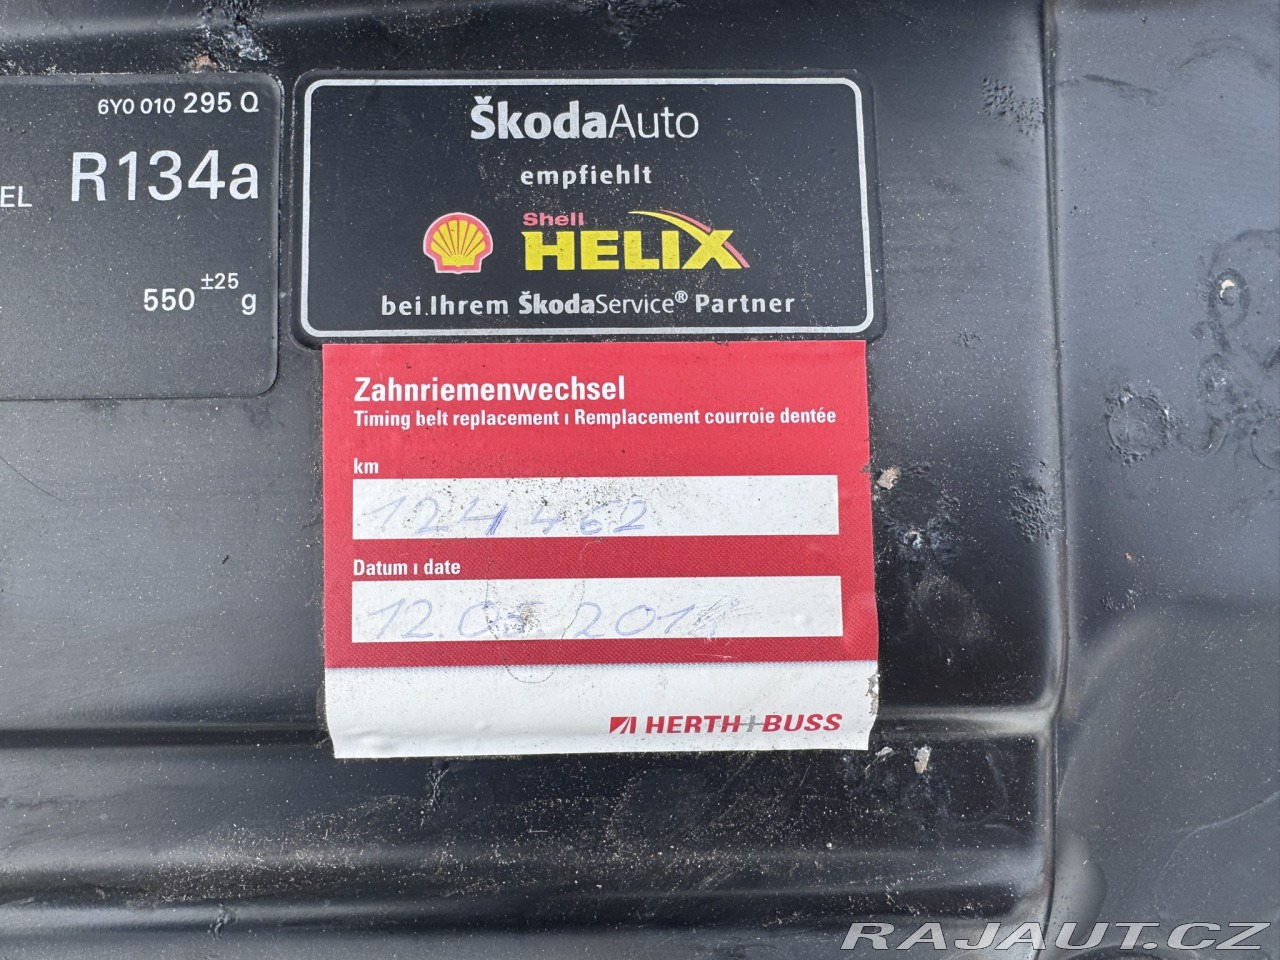 6Y0 010 295 Q
EL R134a
550 ±25 g
ŠkodaAuto
empfiehlt
Shell
HELIX
bei Ihrem ŠkodaService® Partner
Zahnriemenwechsel
Timing belt replacement ı Remplacement courroie dentée
km
124 462
Datum ı date
HERTH+BUSS
RAJAUT.CZ